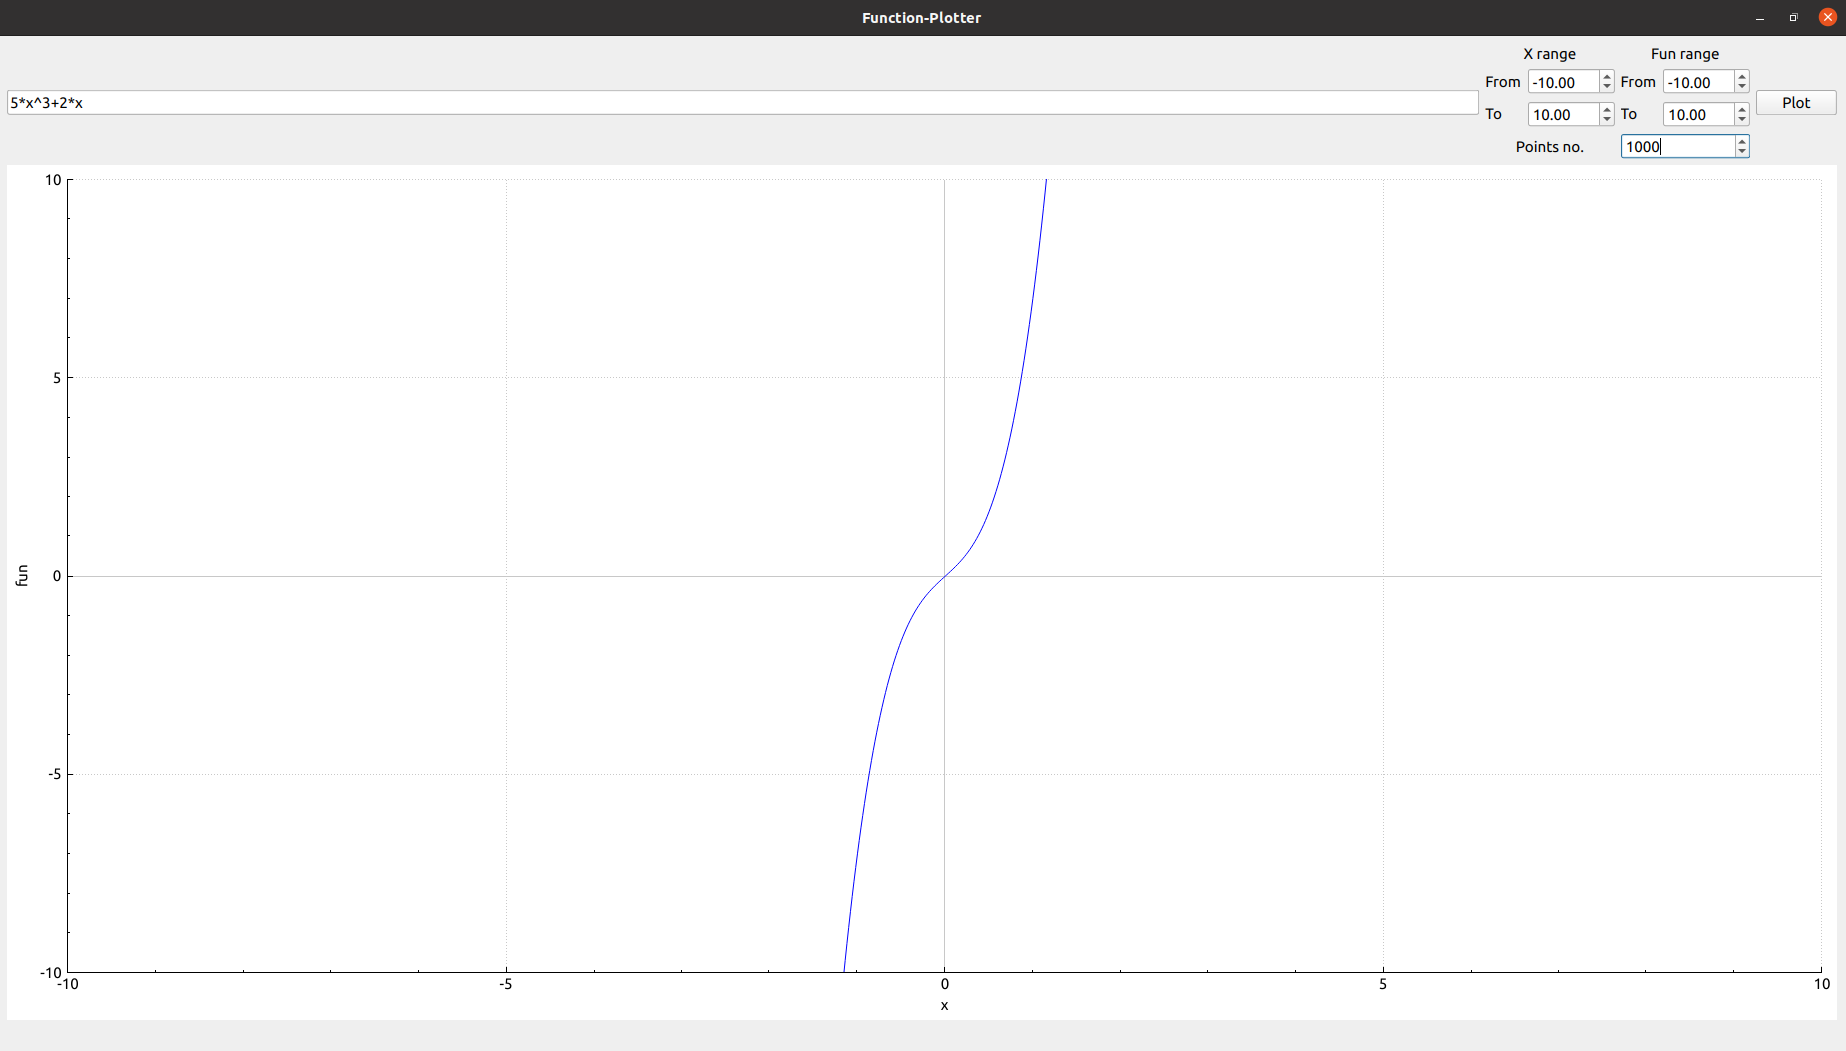 Function-Plotter
X range Fun range
From -10.00 From -10.00
5*x^3+2*x Plot
To 10.00 To 10.00
Points no. 1000
10
5
fun 0
-5
-10
-10 -5 0 5 10
x